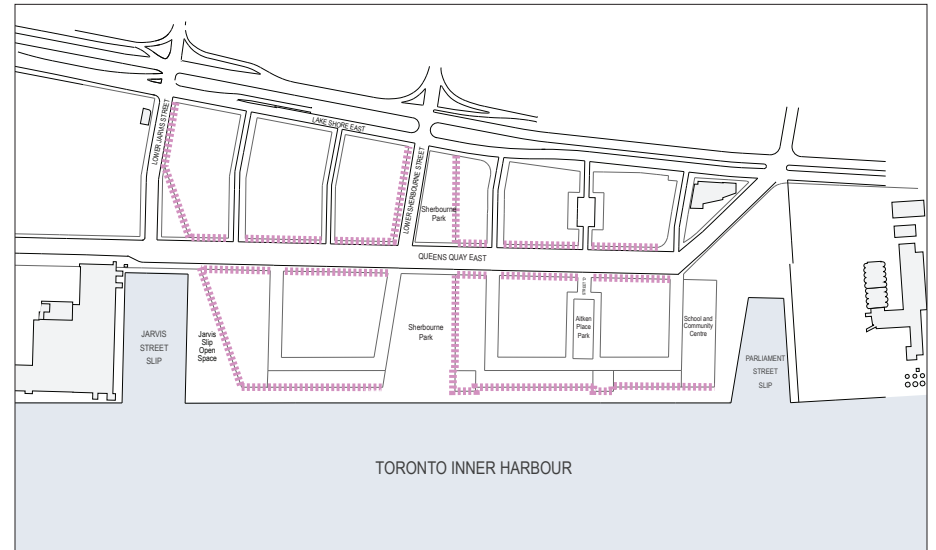 LAKE SHORE EAST
LOWER JARVIS STREET
LOWER SHERBOURNE STREET
Sherbourne
Park
QUEENS QUAY EAST
JARVIS
STREET
SLIP
Jarvis
Slip
Open
Space
Sherbourne
Park
Aitken
Place
Park
School and
Community
Centre
PARLIAMENT
STREET
SLIP
TORONTO INNER HARBOUR